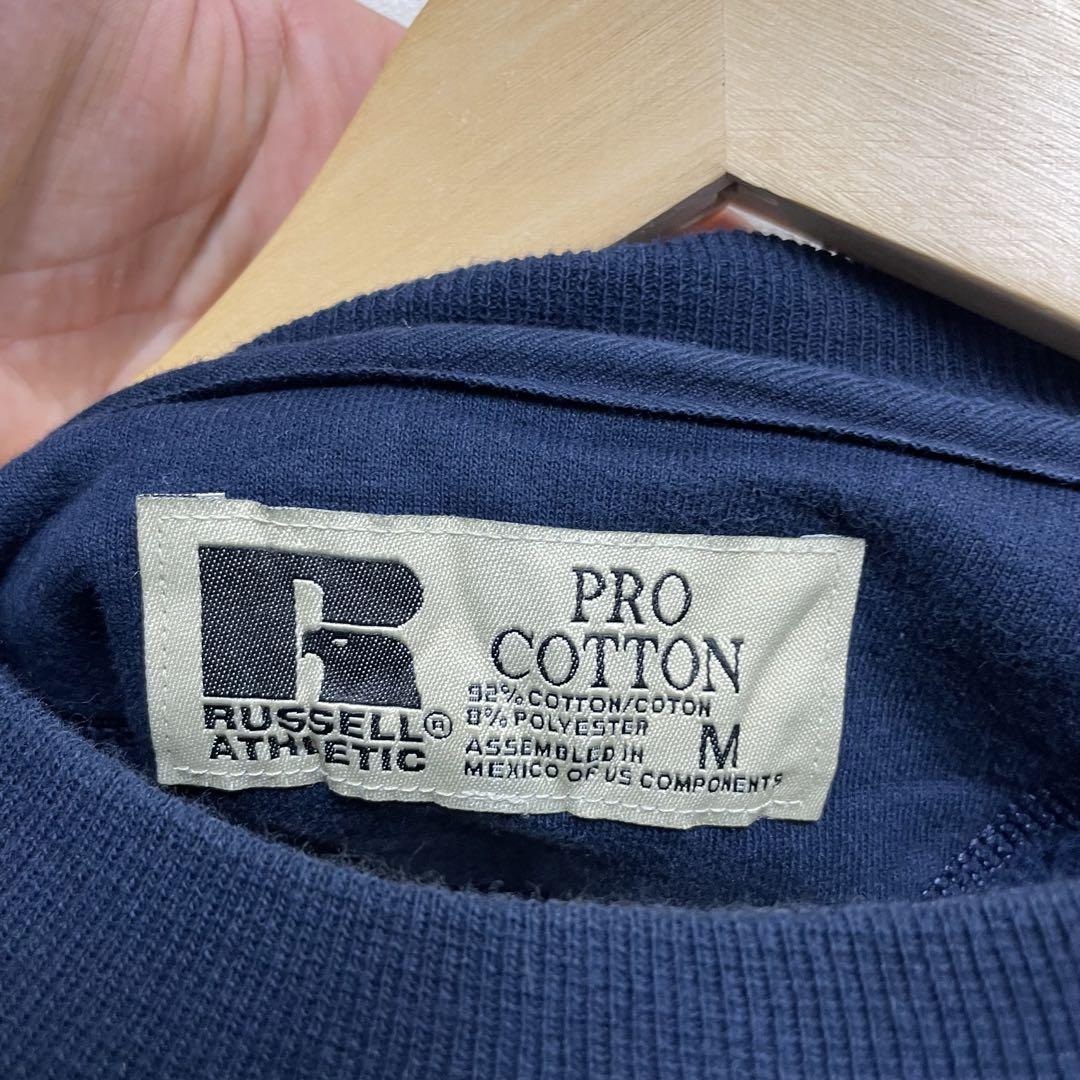 R
RUSSELL®
ATHLETIC
PRO
COTTON
92% COTTON/COTON
8% POLYESTER
ASSEMBLED IN
MEXICO OF US COMPONENTS
M